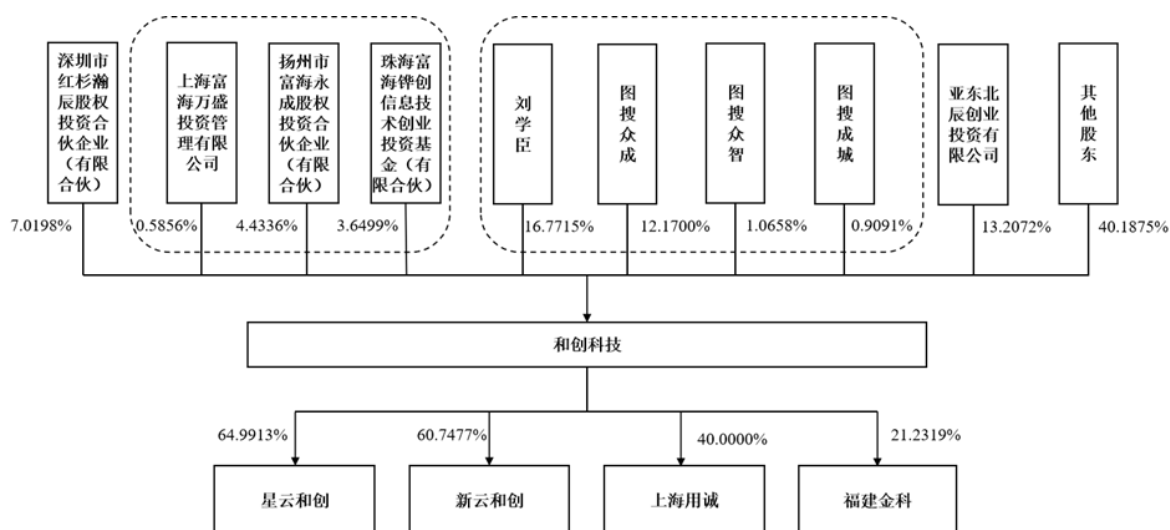 深圳市
红杉瀚
辰股权
投资合
伙企业
（有限
合伙）
上海富
海万盛
投资管
理有限
公司
扬州市
富海永
成股权
投资合
伙企业
（有限
合伙）
珠海富
海铧创
信息技
术创业
投资基
金（有
限合伙）
刘
学
臣
图
搜
众
成
图
搜
众
智
图
搜
成
城
亚东北
辰创业
投资有
限公司
其
他
股
东
7.0198%
0.5856%
4.4336%
3.6499%
16.7715%
12.1700%
1.0658%
0.9091%
13.2072%
40.1875%
和创科技
64.9913%
60.7477%
40.0000%
21.2319%
星云和创
新云和创
上海用诚
福建金科